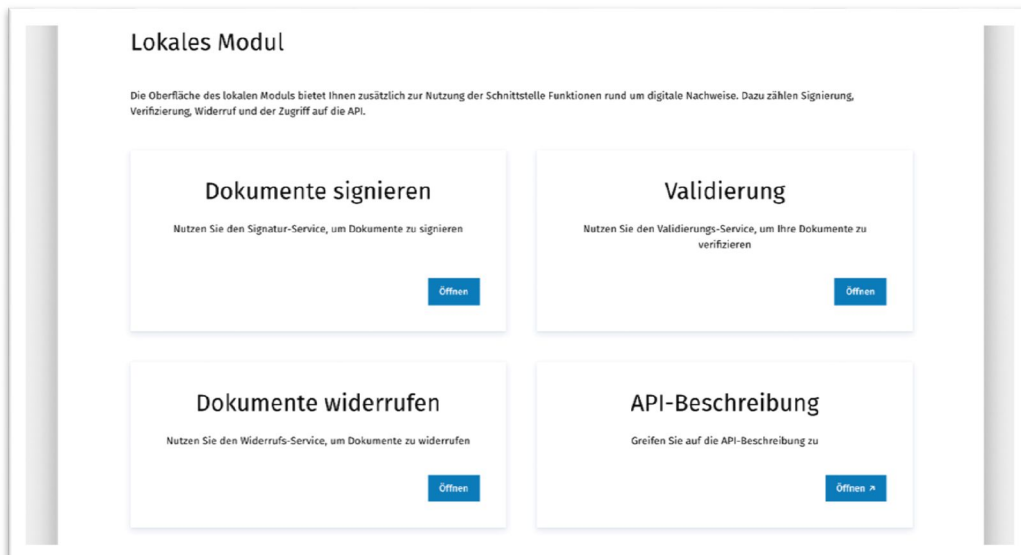 Lokales Modul
Die Oberfläche des lokalen Moduls bietet Ihnen zusätzlich zur Nutzung der Schnittstelle Funktionen rund um digitale Nachweise. Dazu zählen Signierung,
Verifizierung, Widerruf und der Zugriff auf die API.
Dokumente signieren
Nutzen Sie den Signatur-Service, um Dokumente zu signieren
Öffnen
Validierung
Nutzen Sie den Validierungs-Service, um Ihre Dokumente zu
verifizieren
Öffnen
Dokumente widerrufen
Nutzen Sie den Widerrufs-Service, um Dokumente zu widerrufen
Öffnen
API-Beschreibung
Greifen Sie auf die API-Beschreibung zu
Öffnen ↗